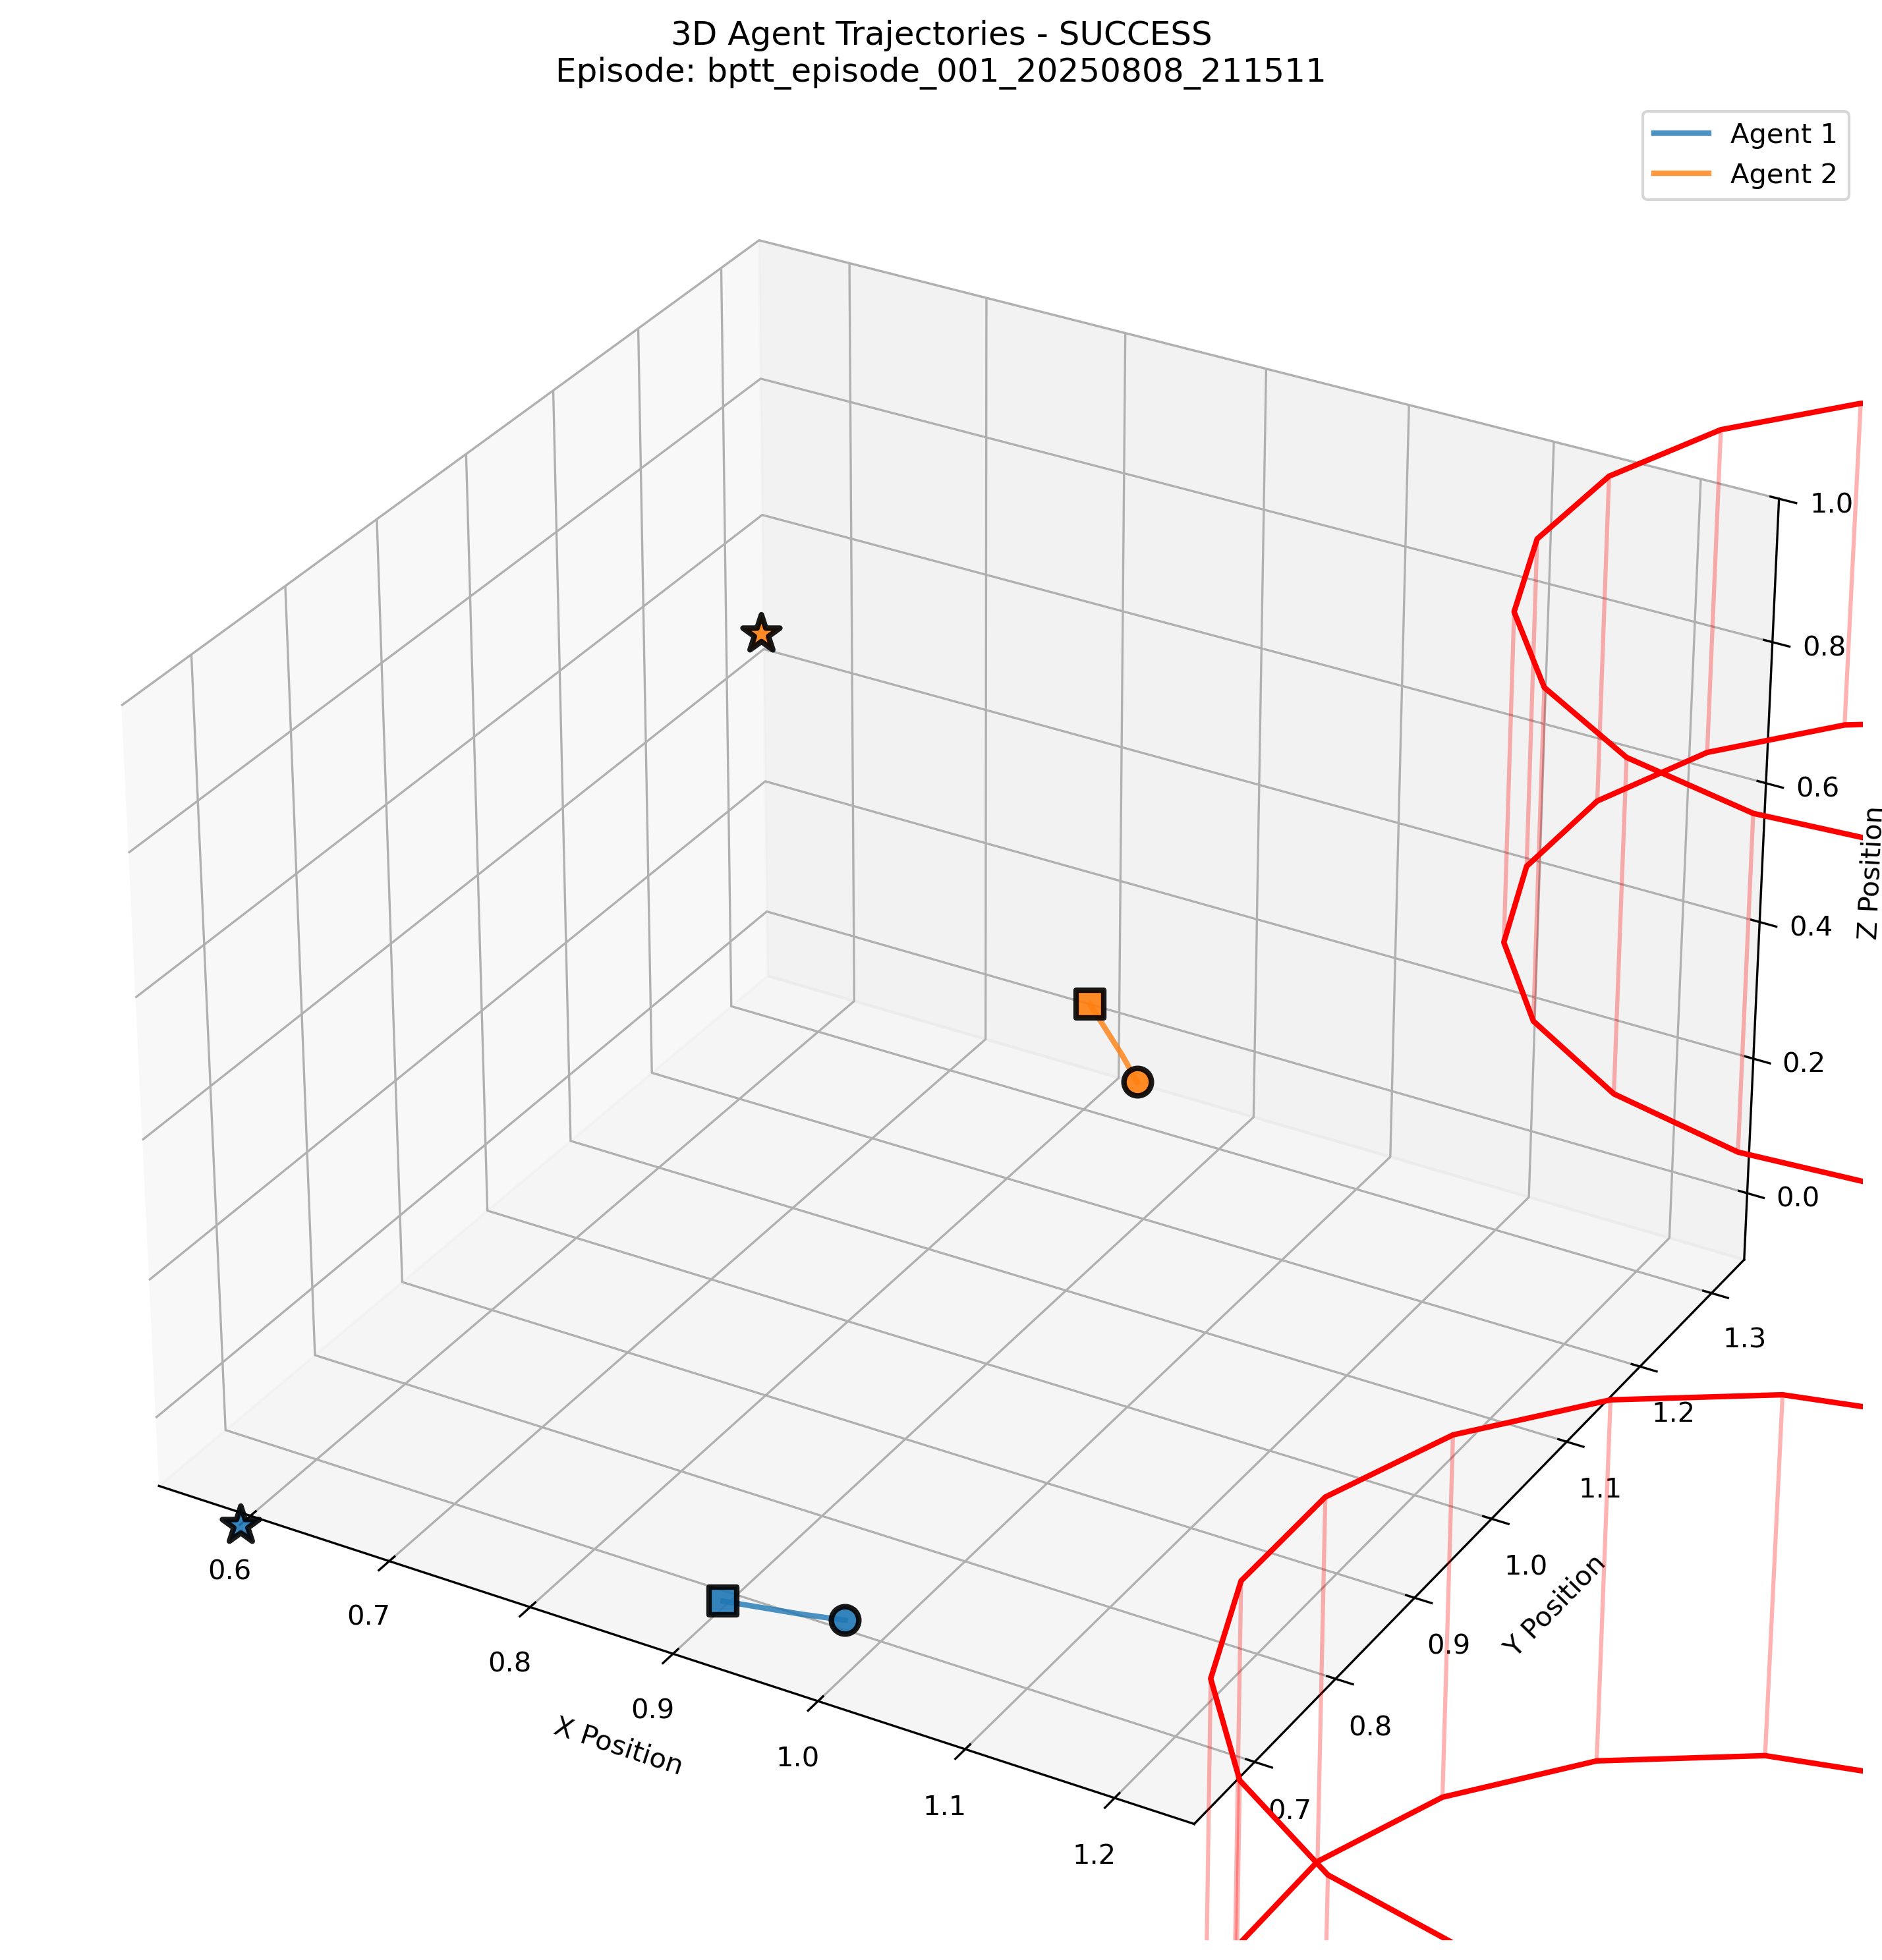 3D Agent Trajectories - SUCCESS
Episode: bptt_episode_001_20250808_211511
Agent 1
Agent 2
1.0
0.8
0.6
0.4
0.2
0.0
Z Position
1.3
1.2
1.1
1.0
0.9
0.8
0.7
Y Position
0.6
0.7
0.8
0.9
1.0
1.1
1.2
X Position